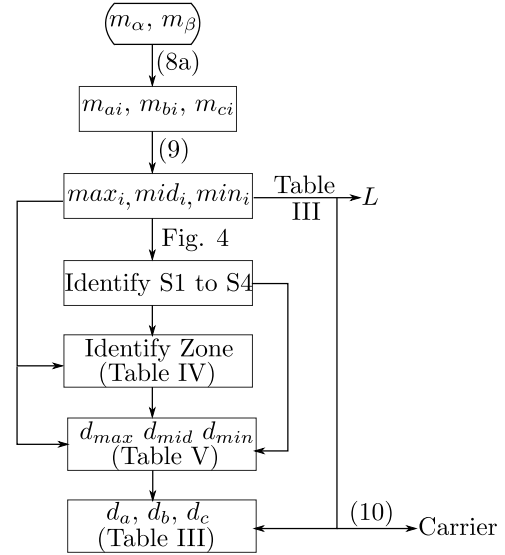 mα, mβ
(8a)
mai, mbi, mci
(9)
maxi, midi, mini
Table
III
L
Fig. 4
Identify S1 to S4
Identify Zone
(Table IV)
dmax dmid dmin
(Table V)
da, db, dc
(Table III)
(10)
Carrier